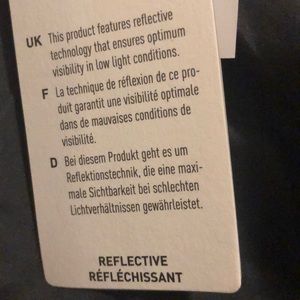 UK This product features reflective
technology that ensures optimum
visibility in low light conditions.
F La technique de réflexion de ce pro-
duit garantit une visibilité optimale
dans de mauvaises conditions de
visibilité.
D Bei diesem Produkt geht es um
Reflektionstechnik, die eine maxi-
male Sichtbarkeit bei schlechten
Lichtverhältnissen gewährleistet.
REFLECTIVE
RÉFLÉCHISSANT